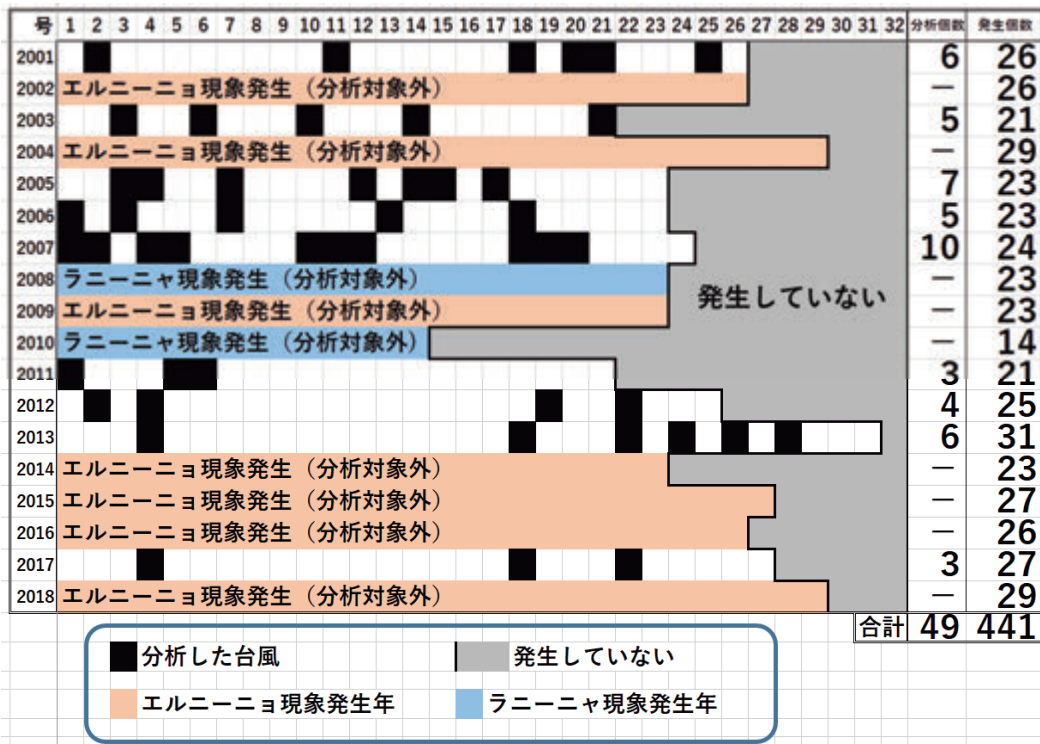 号 1 2 3 4 5 6 7 8 9 10 11 12 13 14 15 16 17 18 19 20 21 22 23 24 25 26 27 28 29 30 31 32 分析個数 発生個数
2001 6 26
2002 エルニーニョ現象発生（分析対象外） － 26
2003 5 21
2004 エルニーニョ現象発生（分析対象外） － 29
2005 7 23
2006 5 23
2007 10 24
2008 ラニーニャ現象発生（分析対象外） － 23
発生していない
2009 エルニーニョ現象発生（分析対象外） － 23
2010 ラニーニャ現象発生（分析対象外） － 14
2011 3 21
2012 4 25
2013 6 31
2014 エルニーニョ現象発生（分析対象外） － 23
2015 エルニーニョ現象発生（分析対象外） － 27
2016 エルニーニョ現象発生（分析対象外） － 26
2017 3 27
2018 エルニーニョ現象発生（分析対象外） － 29
合計 49 441
分析した台風 発生していない
エルニーニョ現象発生年 ラニーニャ現象発生年